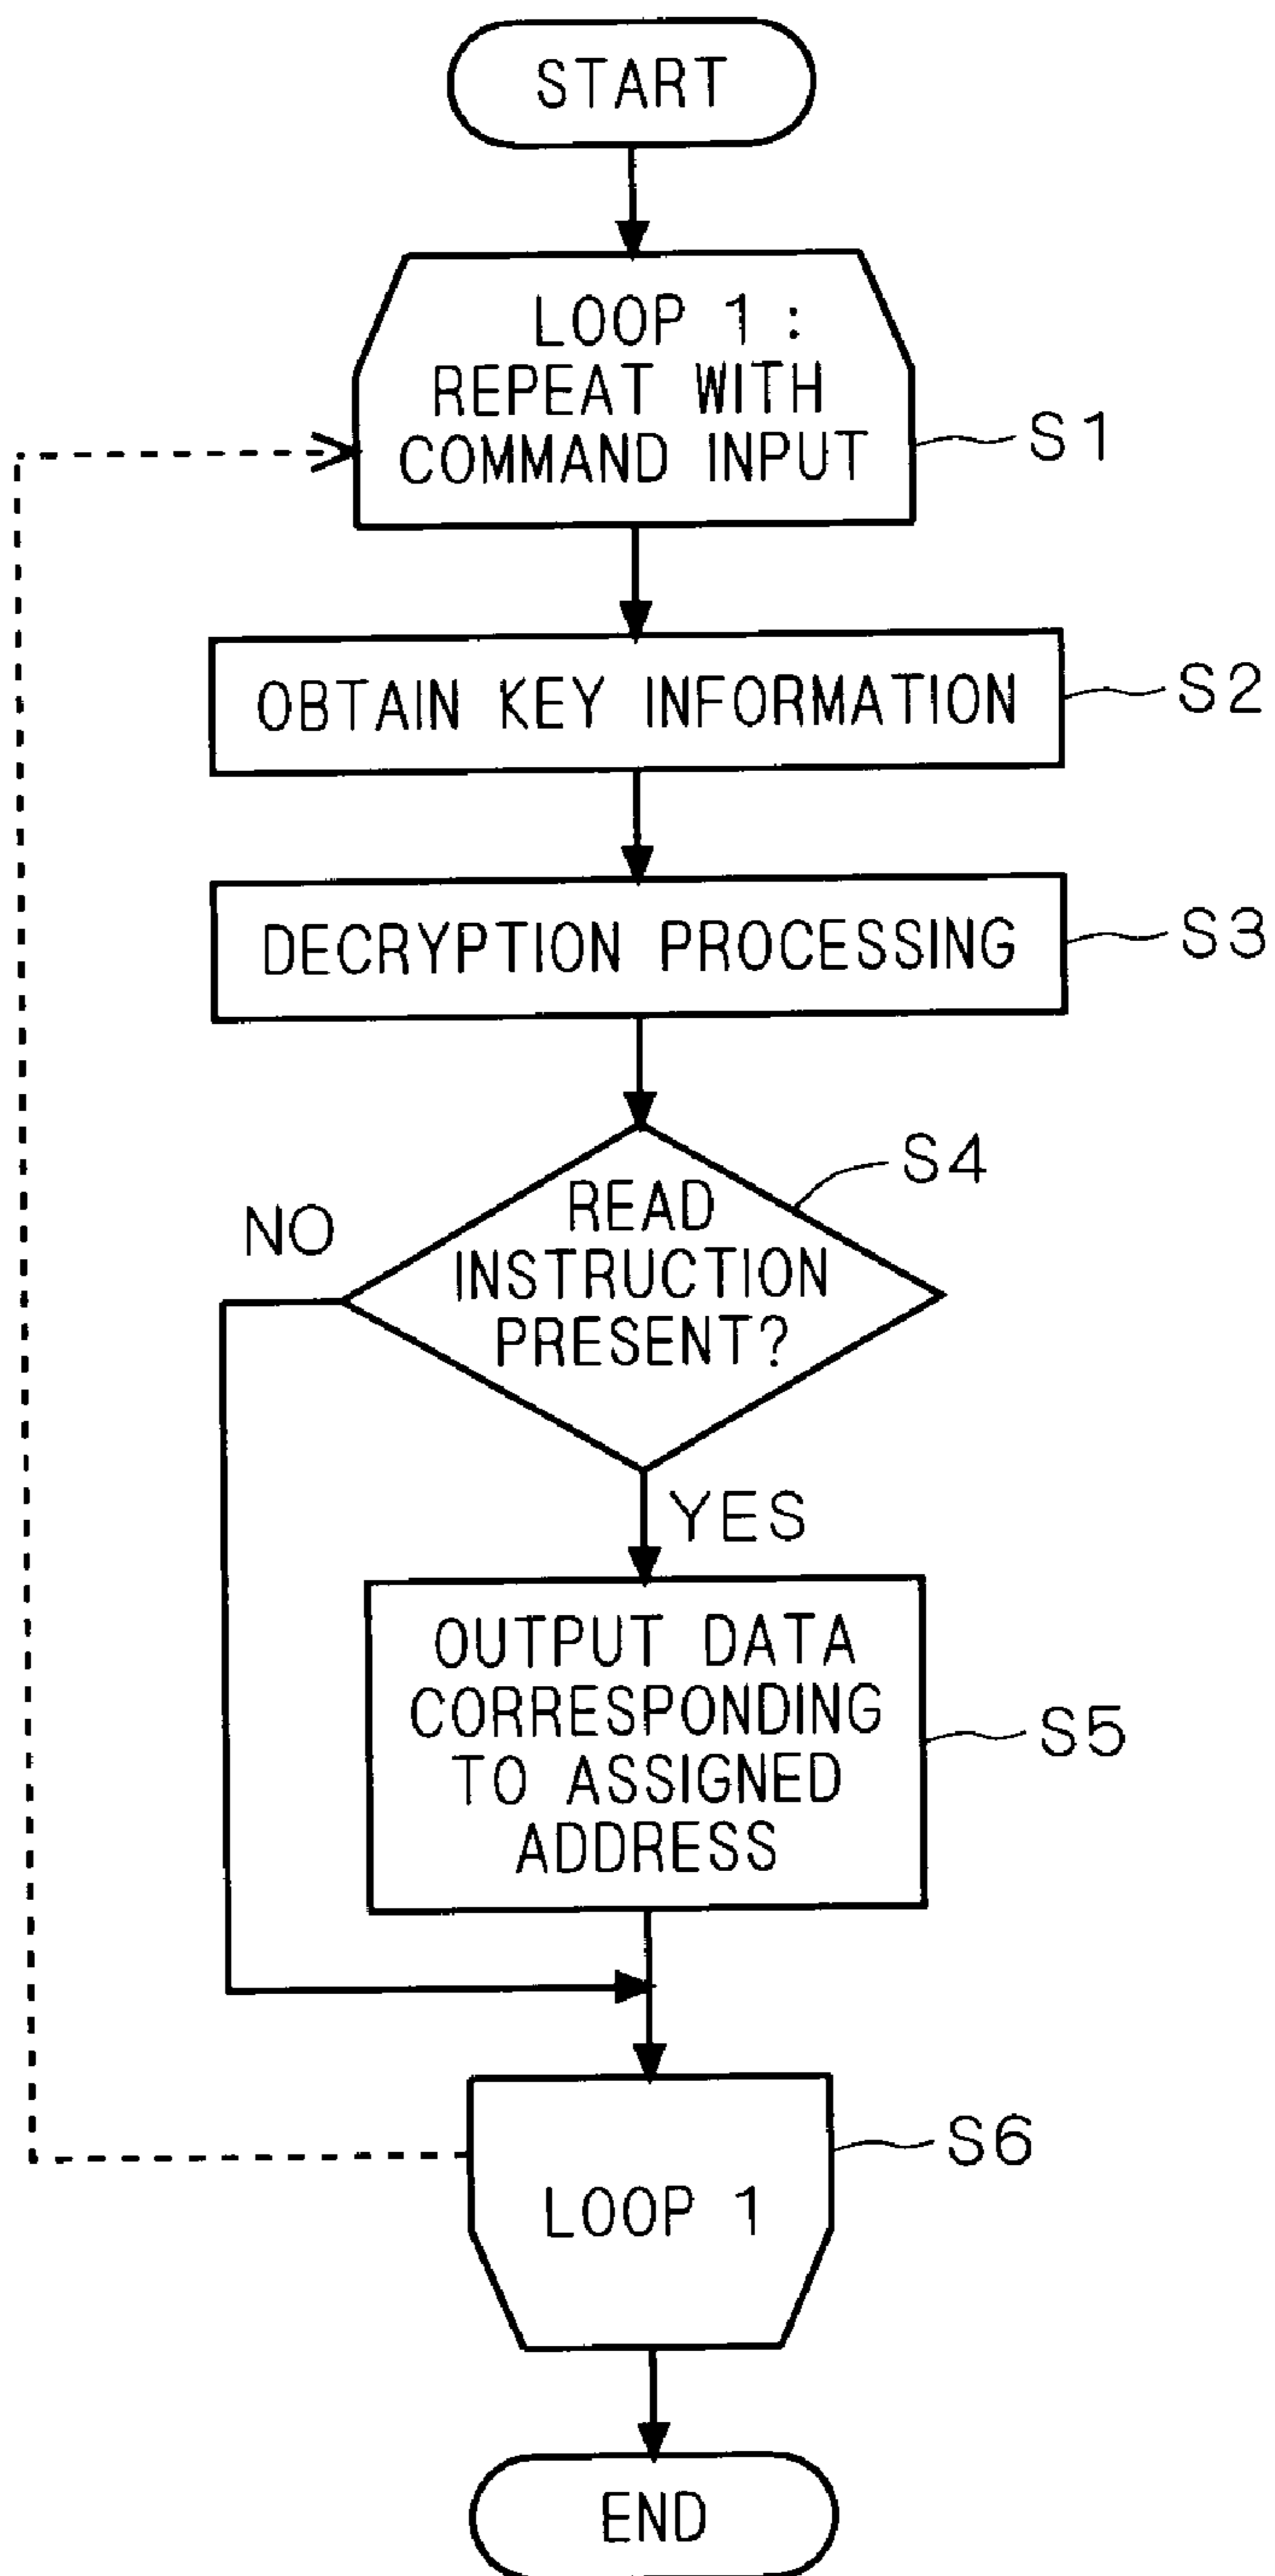 START
LOOP 1 :
REPEAT WITH
COMMAND INPUT
S1
OBTAIN KEY INFORMATION
S2
DECRYPTION PROCESSING
S3
S4
NO
READ
INSTRUCTION
PRESENT?
YES
OUTPUT DATA
CORRESPONDING
TO ASSIGNED
ADDRESS
S5
S6
LOOP 1
END